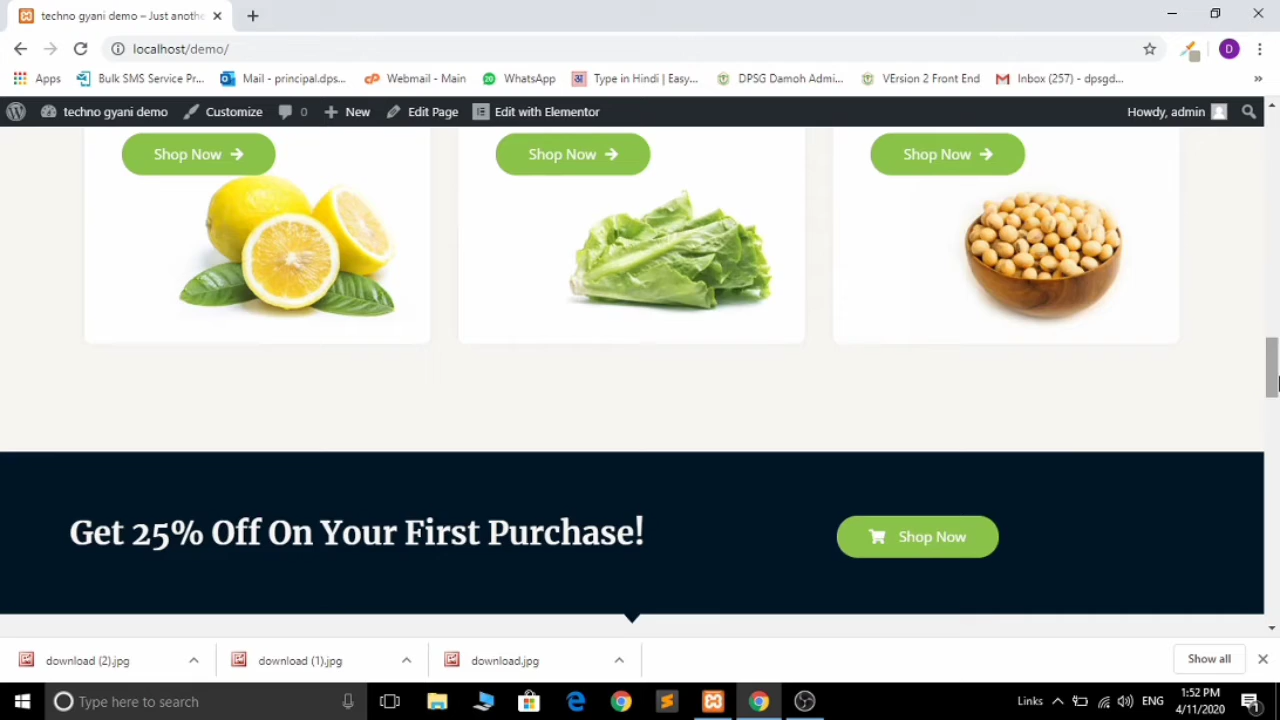 techno gyani demo – Just anothe
localhost/demo/
D
Apps
Bulk SMS Service Pr...
Mail - principal.dps...
Webmail - Main
WhatsApp
Type in Hindi | Easy...
DPSG Damoh Admi...
VErsion 2 Front End
Inbox (257) - dpsgd...
»
techno gyani demo
Customize
0
New
Edit Page
Edit with Elementor
Howdy, admin
Shop Now
Shop Now
Shop Now
Get 25% Off On Your First Purchase!
Shop Now
download (2).jpg
download (1).jpg
download.jpg
Show all
Type here to search
Links
ENG
1:52 PM
4/11/2020